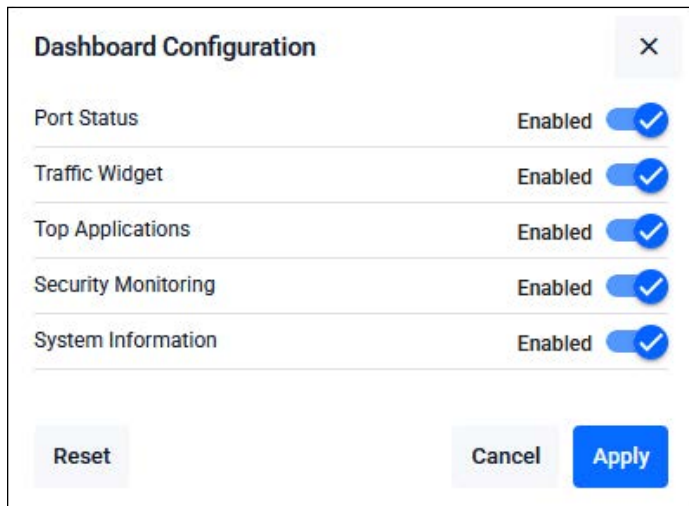 Dashboard Configuration
Port Status Enabled
Traffic Widget Enabled
Top Applications Enabled
Security Monitoring Enabled
System Information Enabled
Reset Cancel Apply